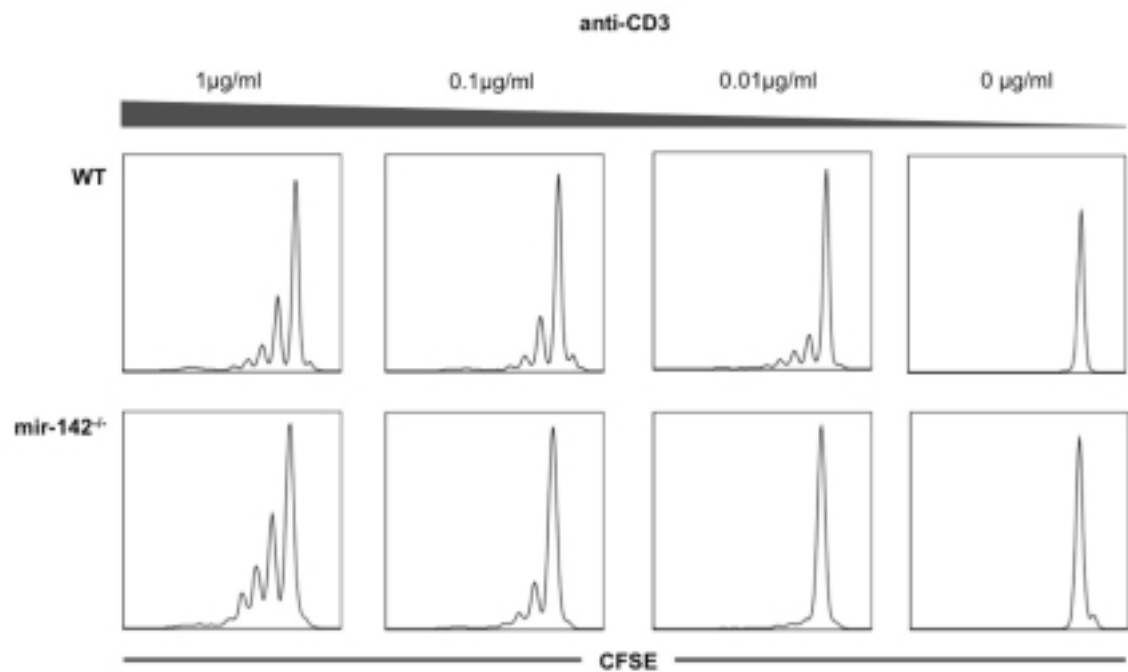 anti-CD3
1µg/ml 0.1µg/ml 0.01µg/ml 0 µg/ml
WT
mir-142⁻/⁻
CFSE